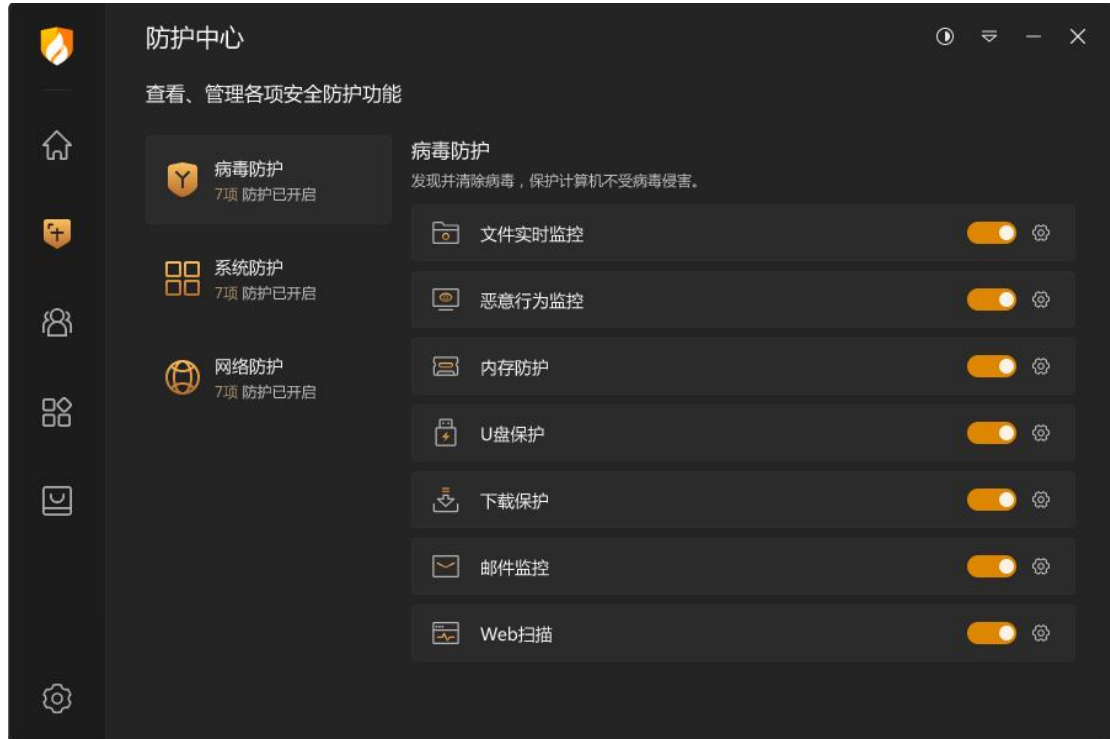 防护中心
查看、管理各项安全防护功能
病毒防护
7项 防护已开启
系统防护
7项 防护已开启
网络防护
7项 防护已开启
病毒防护
发现并清除病毒，保护计算机不受病毒侵害。
文件实时监控
恶意行为监控
内存防护
U盘保护
下载保护
邮件监控
Web扫描